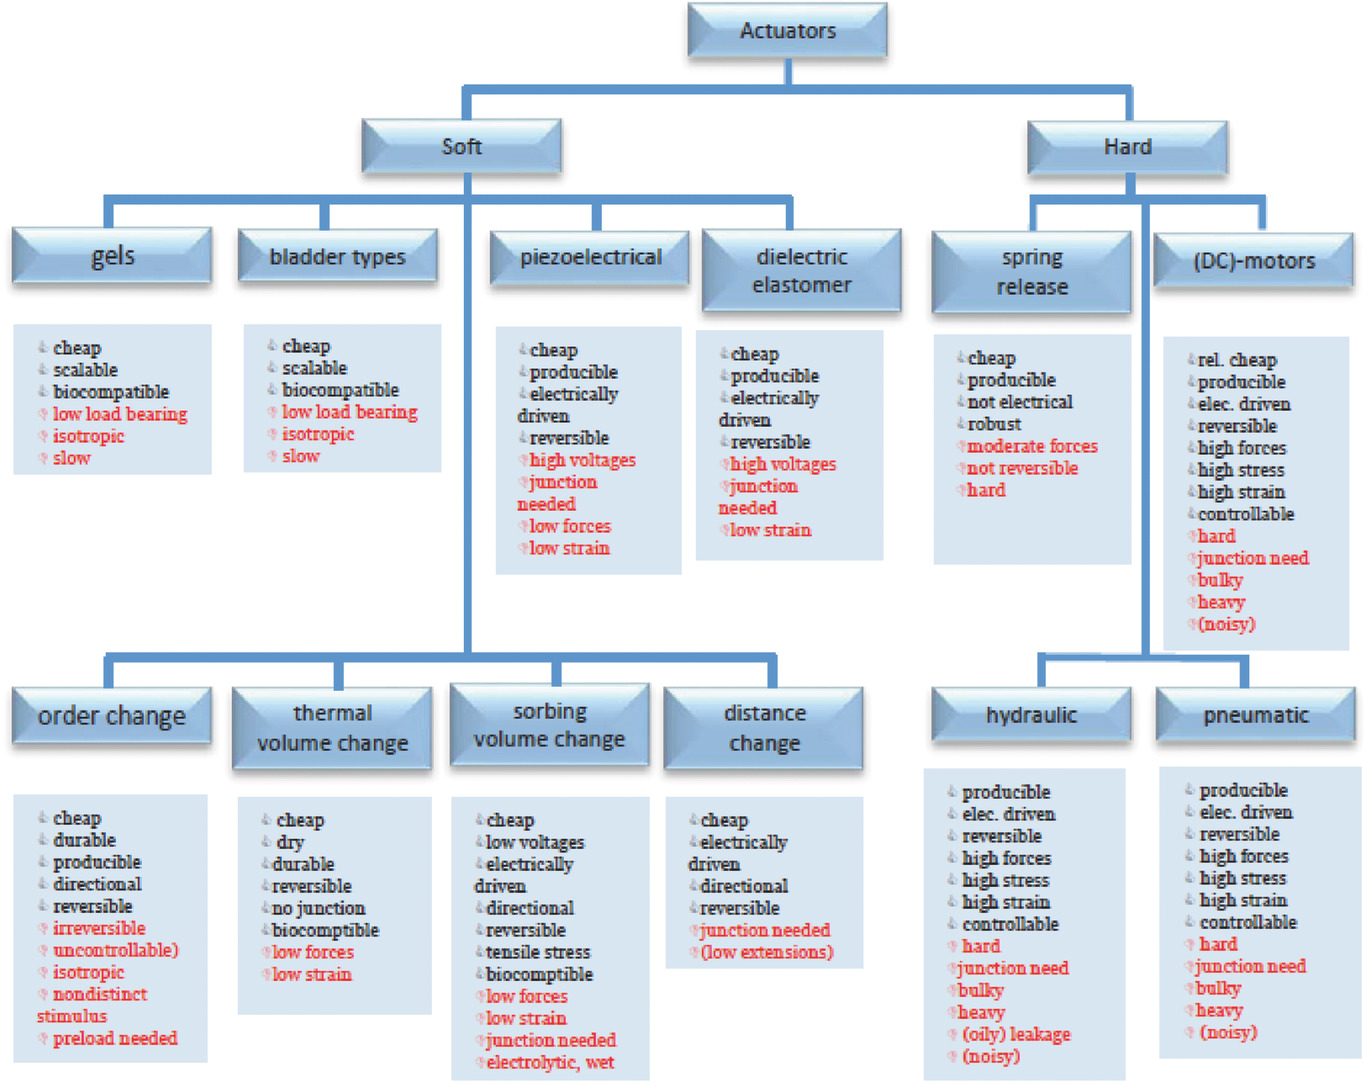 Actuators
Soft
Hard
gels
bladder types
piezoelectrical
dielectric
elastomer
spring
release
(DC)-motors
cheap
scalable
biocompatible
low load bearing
isotropic
slow
cheap
scalable
biocompatible
low load bearing
isotropic
slow
cheap
producible
electrically
driven
reversible
high voltages
junction
needed
low forces
low strain
cheap
producible
electrically
driven
reversible
high voltages
junction
needed
low strain
cheap
producible
not electrical
robust
moderate forces
not reversible
hard
rel. cheap
producible
elec. driven
reversible
high forces
high stress
high strain
controllable
hard
junction need
bulky
heavy
(noisy)
order change
thermal
volume change
sorbing
volume change
distance
change
hydraulic
pneumatic
cheap
durable
producible
directional
reversible
irreversible
uncontrollable)
isotropic
nondistinct
stimulus
preload needed
cheap
dry
durable
reversible
no junction
biocomptible
low forces
low strain
cheap
low voltages
electrically
driven
directional
reversible
tensile stress
biocomptible
low forces
low strain
junction needed
electrolytic, wet
cheap
electrically
driven
directional
reversible
junction needed
(low extensions)
producible
elec. driven
reversible
high forces
high stress
high strain
controllable
hard
junction need
bulky
heavy
(oily) leakage
(noisy)
producible
elec. driven
reversible
high forces
high stress
high strain
controllable
hard
junction need
bulky
heavy
(noisy)